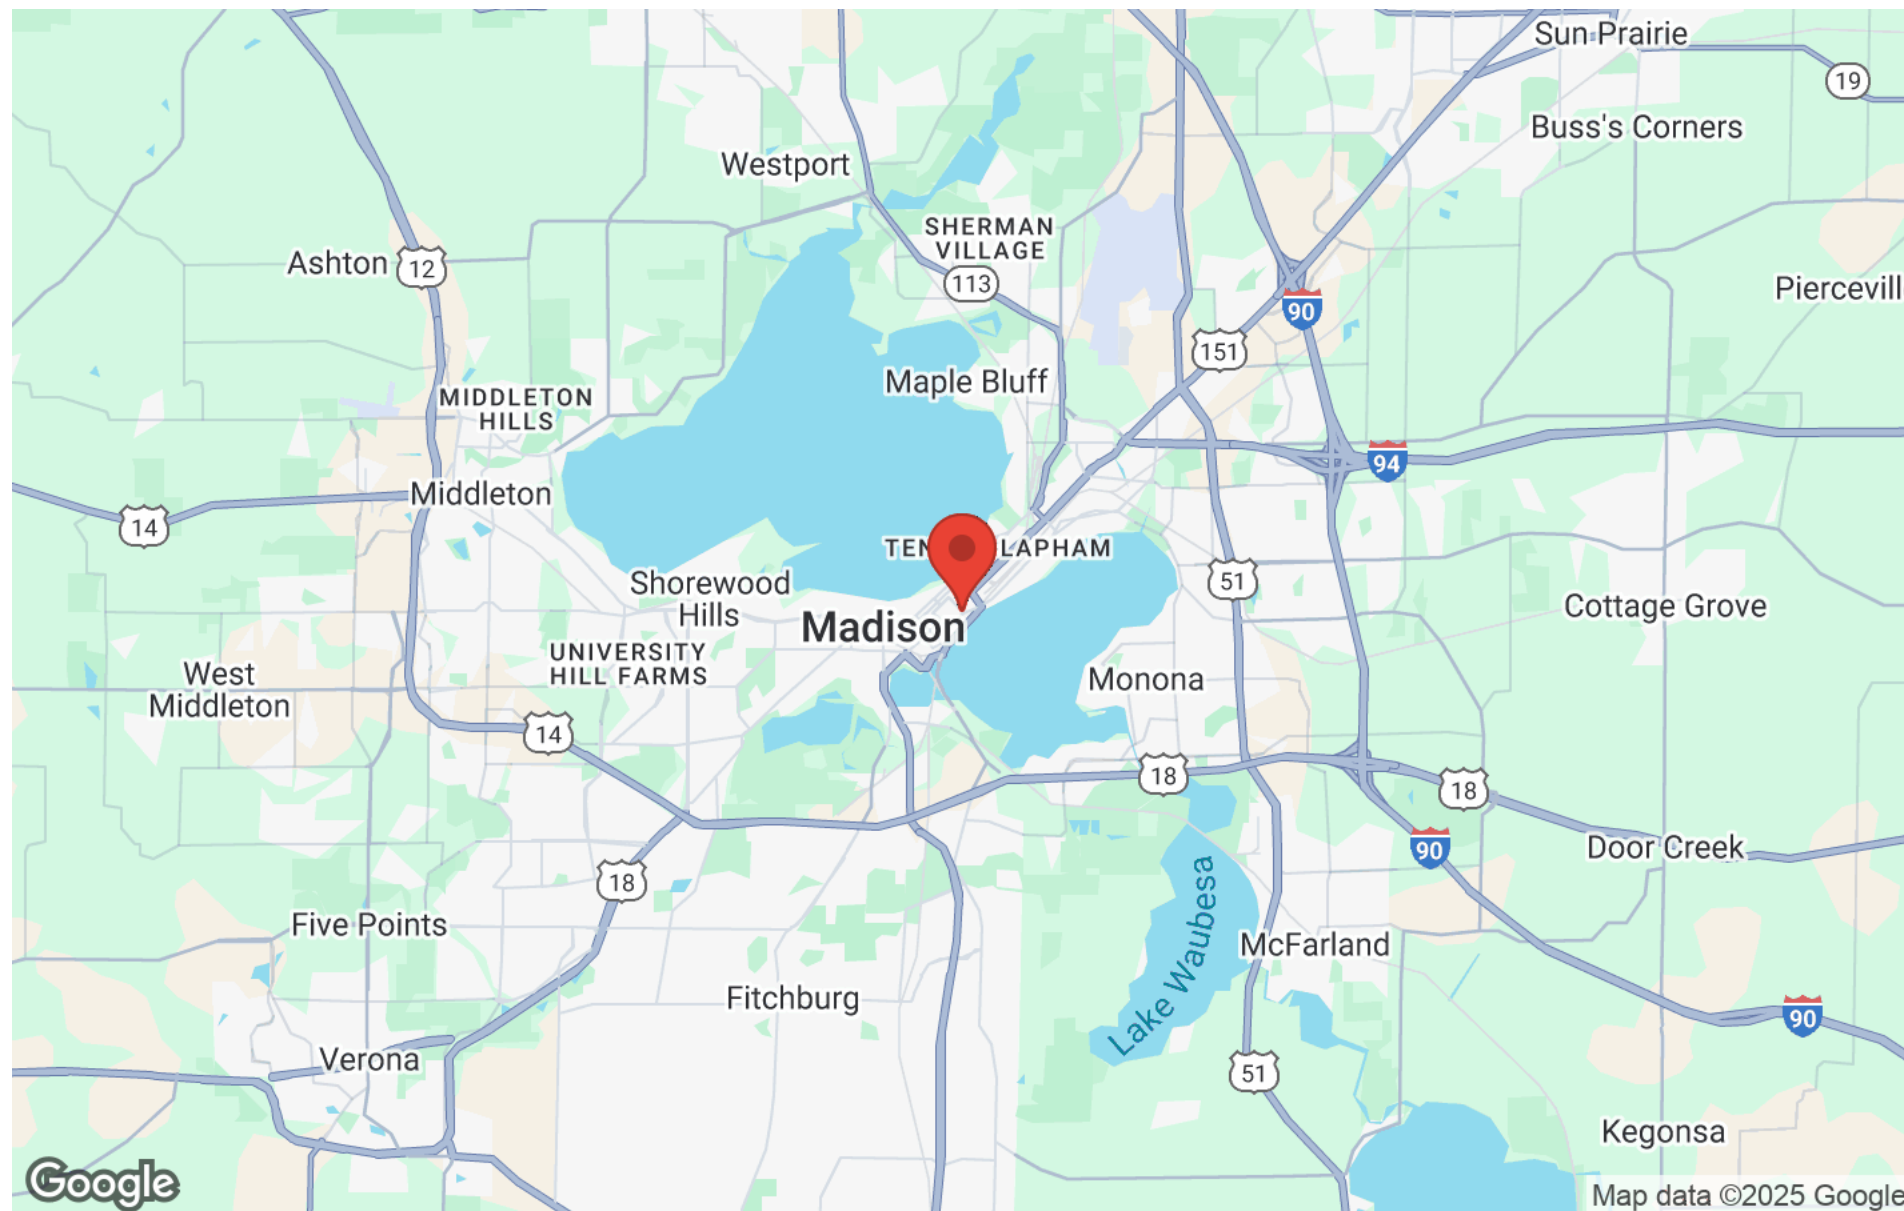 Sun Prairie
19
Buss's Corners
Westport
SHERMAN
VILLAGE
Ashton
12
113
Piercevill
90
151
Maple Bluff
MIDDLETON
HILLS
94
Middleton
14
LAPHAM
51
Shorewood
Hills
Cottage Grove
Madison
UNIVERSITY
HILL FARMS
West
Middleton
Monona
14
18
18
90
Door Creek
18
Lake Waubesa
Five Points
McFarland
Fitchburg
90
Verona
51
Kegonsa
Google
Map data ©2025 Google